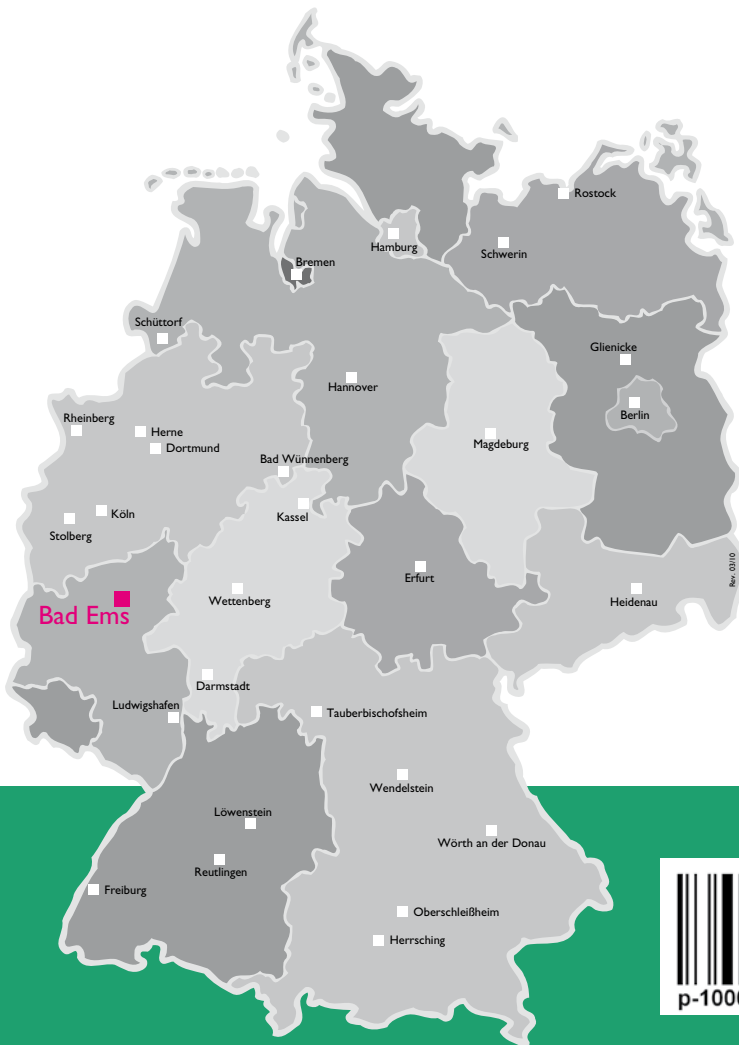 Rostock
Hamburg
Schwerin
Bremen
Schüttorf
Glienicke
Hannover
Berlin
Rheinberg
Herne
Magdeburg
Dortmund
Bad Wünnenberg
Köln
Kassel
Stolberg
Erfurt
Rev. 03/10
Wettenberg
Heidenau
Bad Ems
Darmstadt
Ludwigshafen
Tauberbischofsheim
Wendelstein
Löwenstein
Wörth an der Donau
Reutlingen
Freiburg
Oberschleißheim
Herrsching